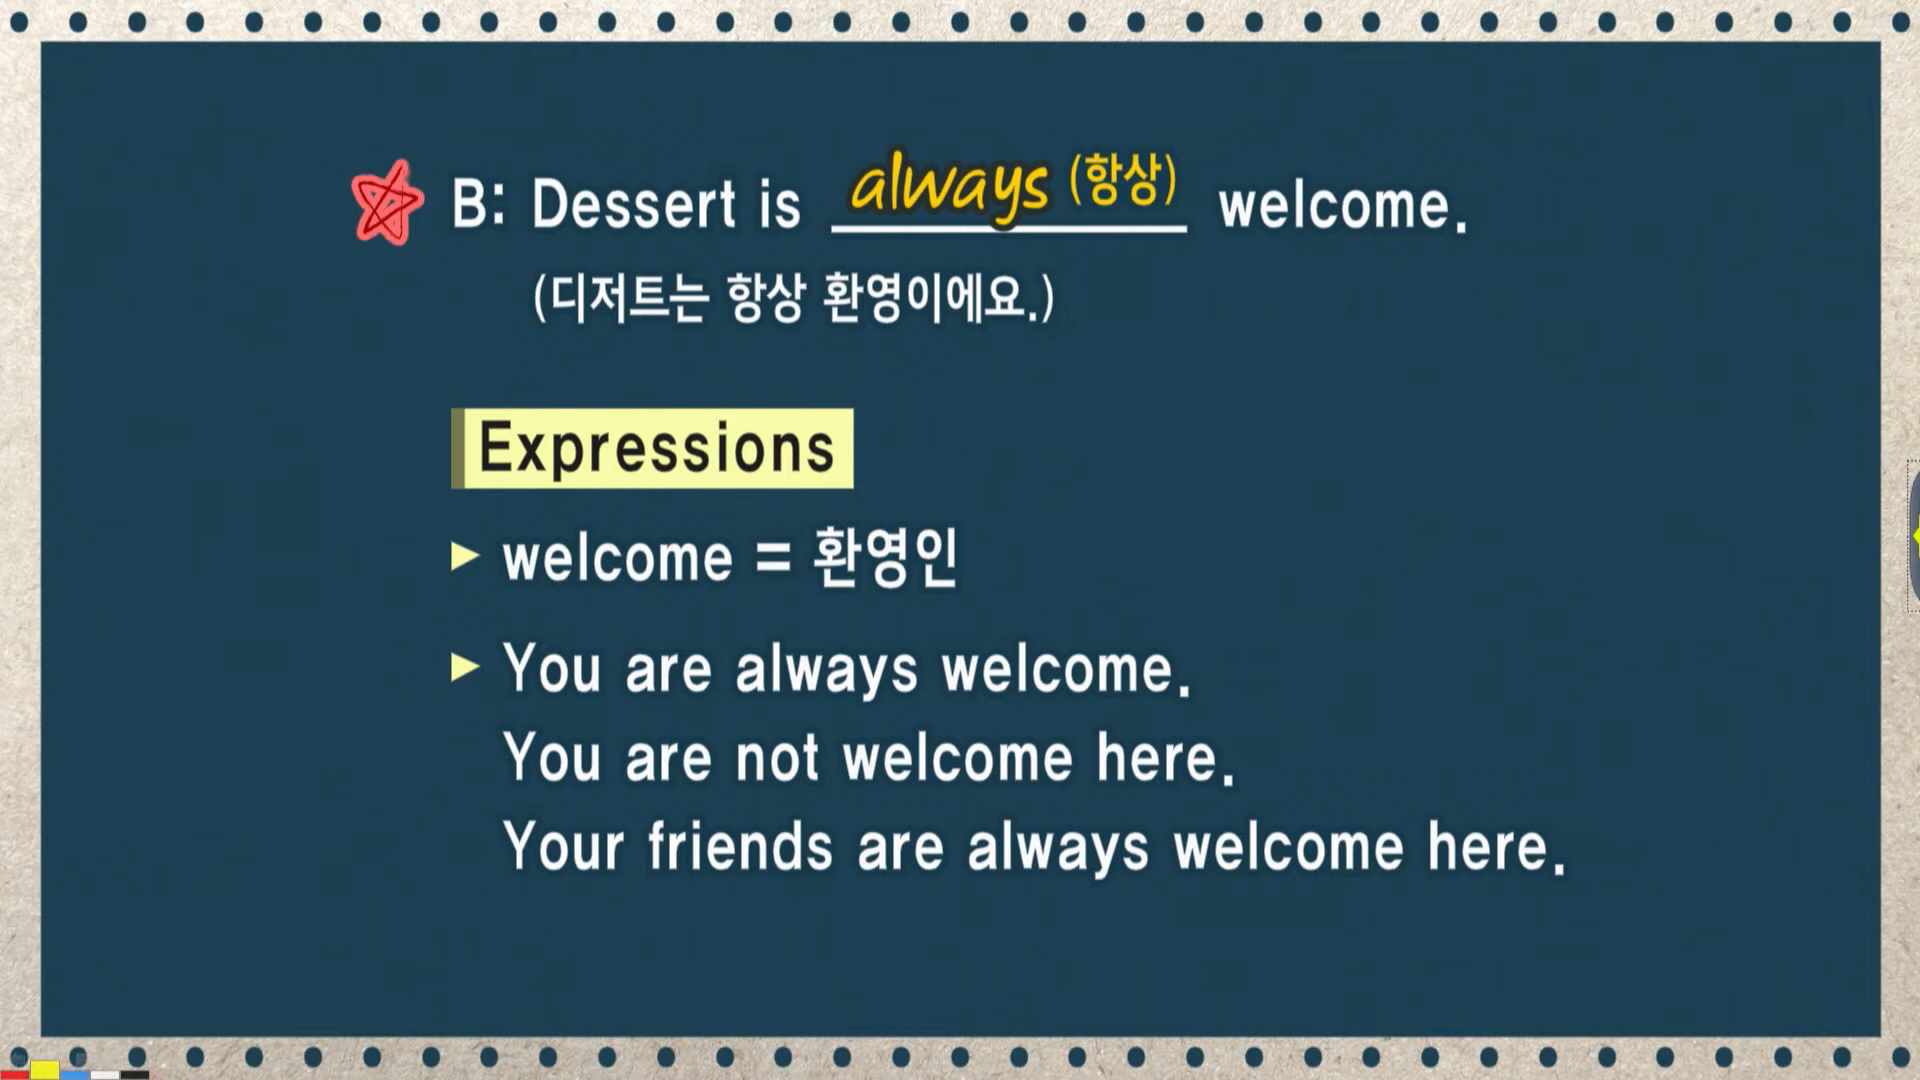 B: Dessert is always (항상) welcome.
(디저트는 항상 환영이에요.)
Expressions
▶ welcome = 환영인
▶ You are always welcome.
You are not welcome here.
Your friends are always welcome here.